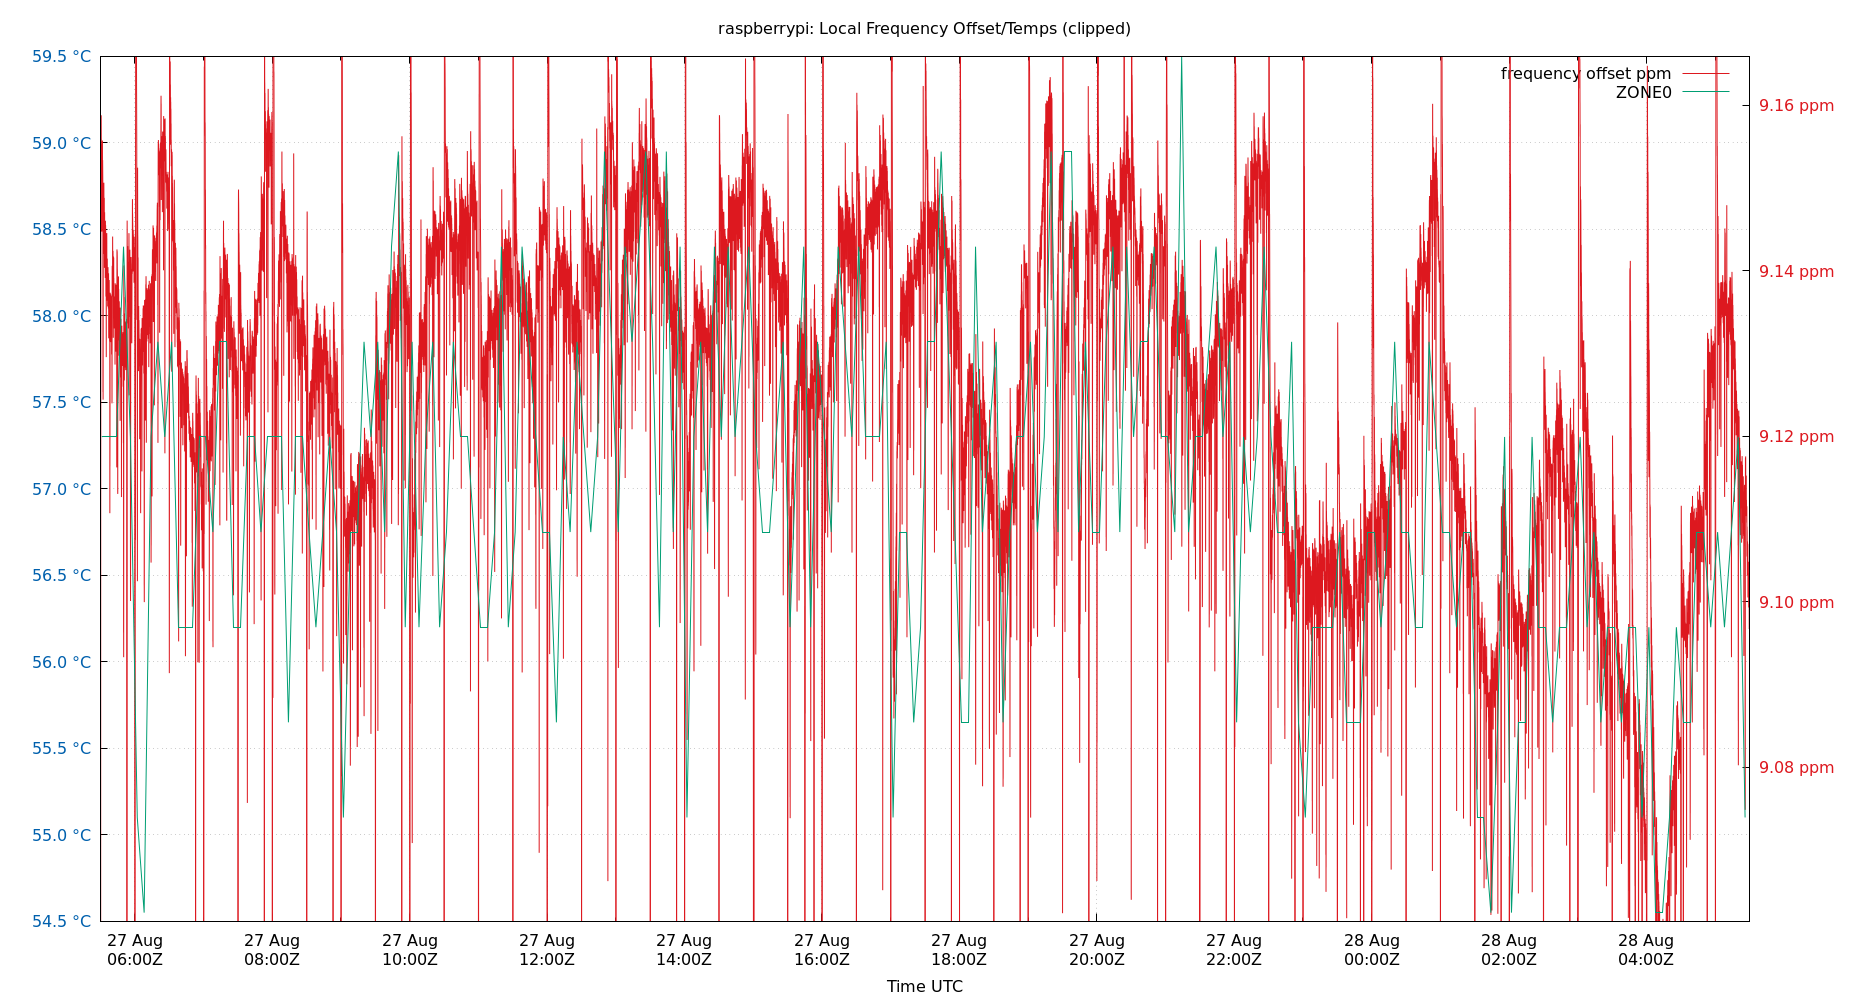 raspberrypi: Local Frequency Offset/Temps (clipped)
59.5 °C
59.0 °C
58.5 °C
58.0 °C
57.5 °C
57.0 °C
56.5 °C
56.0 °C
55.5 °C
55.0 °C
54.5 °C
frequency offset ppm
ZONE0
9.16 ppm
9.14 ppm
9.12 ppm
9.10 ppm
9.08 ppm
27 Aug 27 Aug 27 Aug 27 Aug 27 Aug 27 Aug 27 Aug 27 Aug 27 Aug 28 Aug 28 Aug 28 Aug
06:00Z 08:00Z 10:00Z 12:00Z 14:00Z 16:00Z 18:00Z 20:00Z 22:00Z 00:00Z 02:00Z 04:00Z
Time UTC